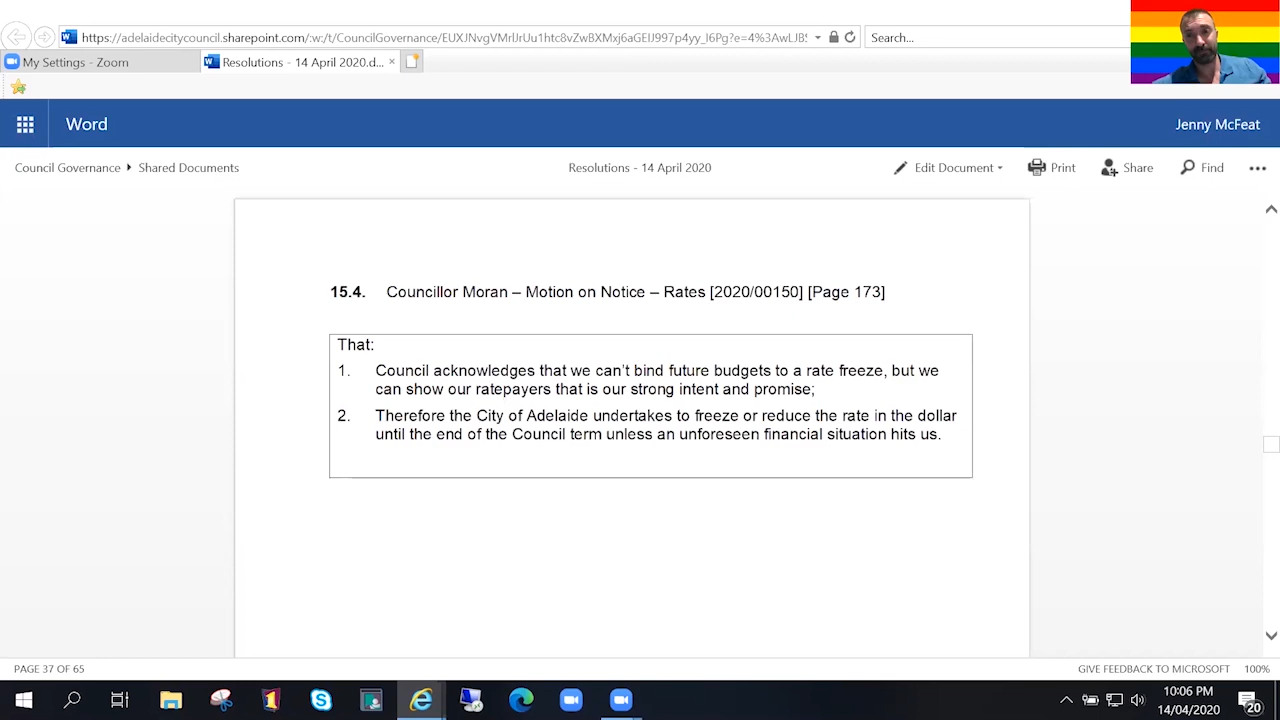 https://adelaidecitycouncil.sharepoint.com/:w:/t/CouncilGovernance/
Search...
My Settings - Zoom
Resolutions - 14 April 2020.d...
Word
Jenny McFeat
Council Governance Shared Documents
Resolutions - 14 April 2020
Edit Document
Print
Share
Find
15.4. Councillor Moran – Motion on Notice – Rates [2020/00150] [Page 173]
That:
1. Council acknowledges that we can't bind future budgets to a rate freeze, but we
can show our ratepayers that is our strong intent and promise;
2. Therefore the City of Adelaide undertakes to freeze or reduce the rate in the dollar
until the end of the Council term unless an unforeseen financial situation hits us.
PAGE 37 OF 65
GIVE FEEDBACK TO MICROSOFT 100%
10:06 PM
14/04/2020
20